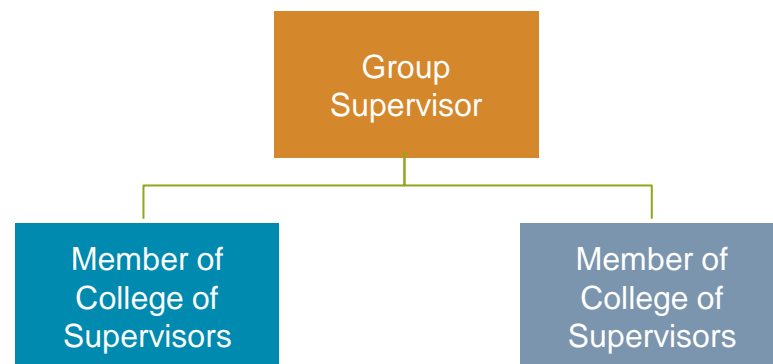 Group
Supervisor
Member of
College of
Supervisors
Member of
College of
Supervisors